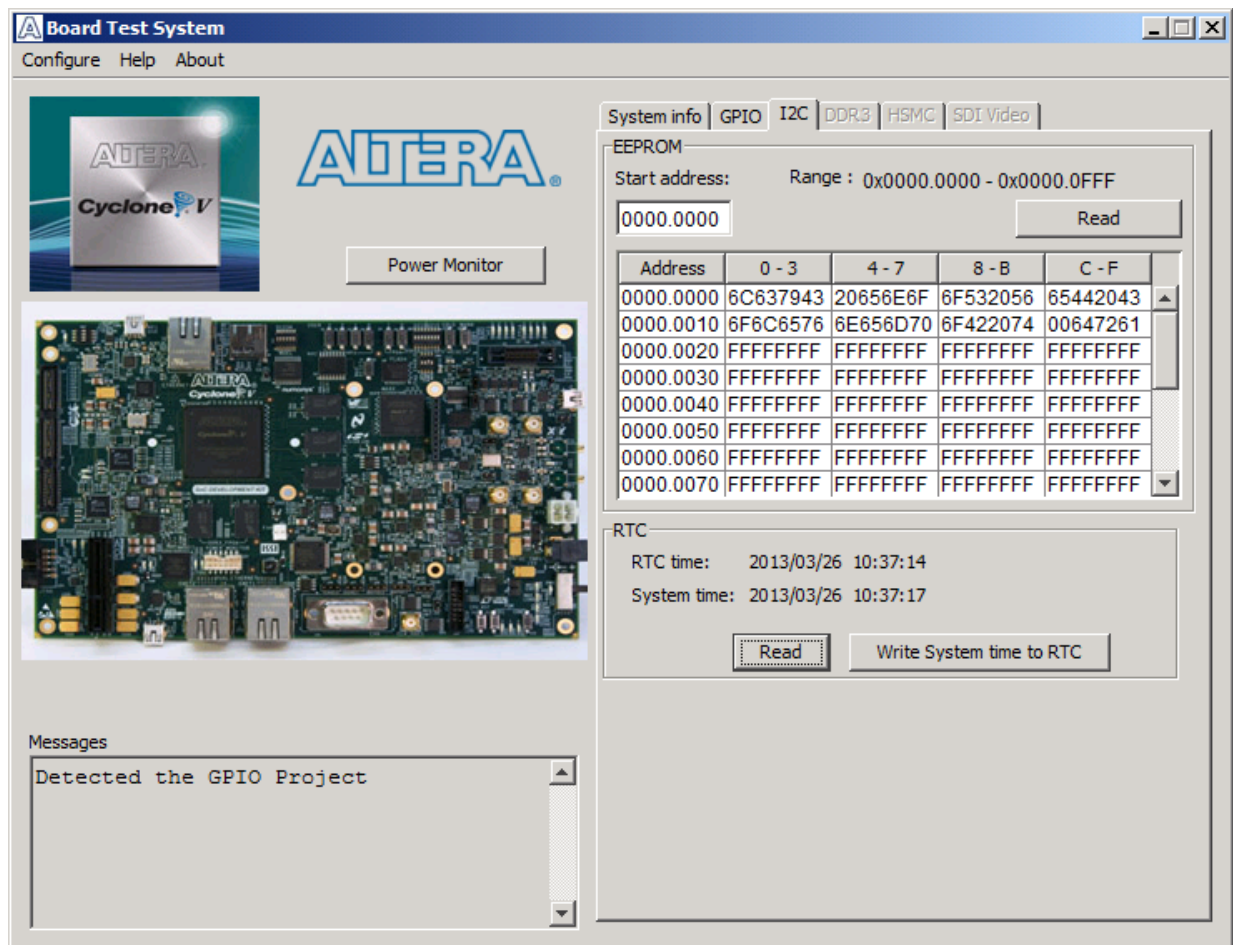 Board Test System
Configure Help About
ALTERA
Cyclone V
ALTERA®
Power Monitor
ALTERA
Cyclone V
SoC DEVELOPMENT KIT
Messages
Detected the GPIO Project
System info GPIO I2C DDR3 HSMC SDI Video
EEPROM
Start address: Range : 0x0000.0000 - 0x0000.0FFF
0000.0000 Read
Address 0 - 3 4 - 7 8 - B C - F
0000.0000 6C637943 20656E6F 6F532056 65442043
0000.0010 6F6C6576 6E656D70 6F422074 00647261
0000.0020 FFFFFFFF FFFFFFFF FFFFFFFF FFFFFFFF
0000.0030 FFFFFFFF FFFFFFFF FFFFFFFF FFFFFFFF
0000.0040 FFFFFFFF FFFFFFFF FFFFFFFF FFFFFFFF
0000.0050 FFFFFFFF FFFFFFFF FFFFFFFF FFFFFFFF
0000.0060 FFFFFFFF FFFFFFFF FFFFFFFF FFFFFFFF
0000.0070 FFFFFFFF FFFFFFFF FFFFFFFF FFFFFFFF
RTC
RTC time: 2013/03/26 10:37:14
System time: 2013/03/26 10:37:17
Read Write System time to RTC